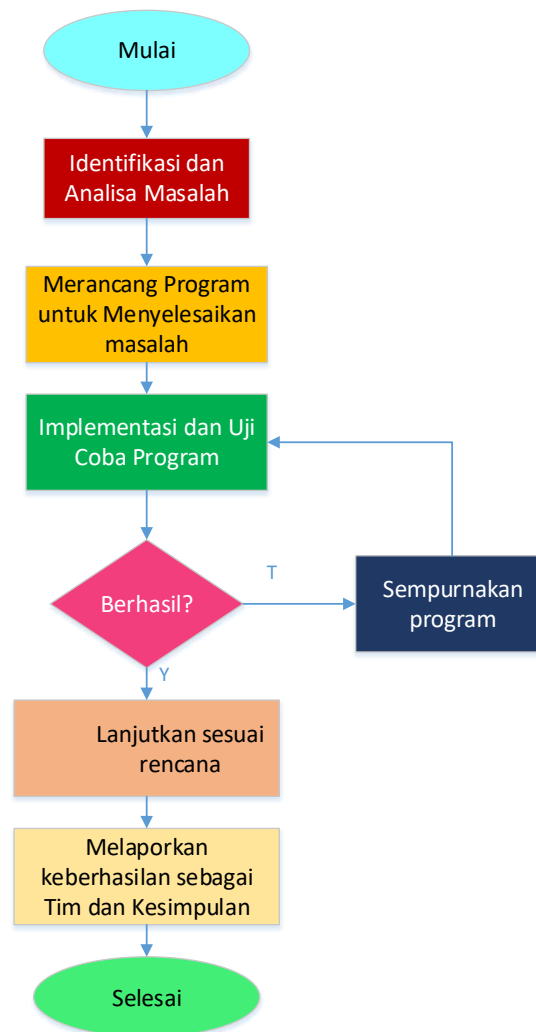 Mulai
Identifikasi dan
Analisa Masalah
Merancang Program
untuk Menyelesaikan
masalah
Implementasi dan Uji
Coba Program
Berhasil?
T
Sempurnakan
program
Y
Lanjutkan sesuai
rencana
Melaporkan
keberhasilan sebagai
Tim dan Kesimpulan
Selesai